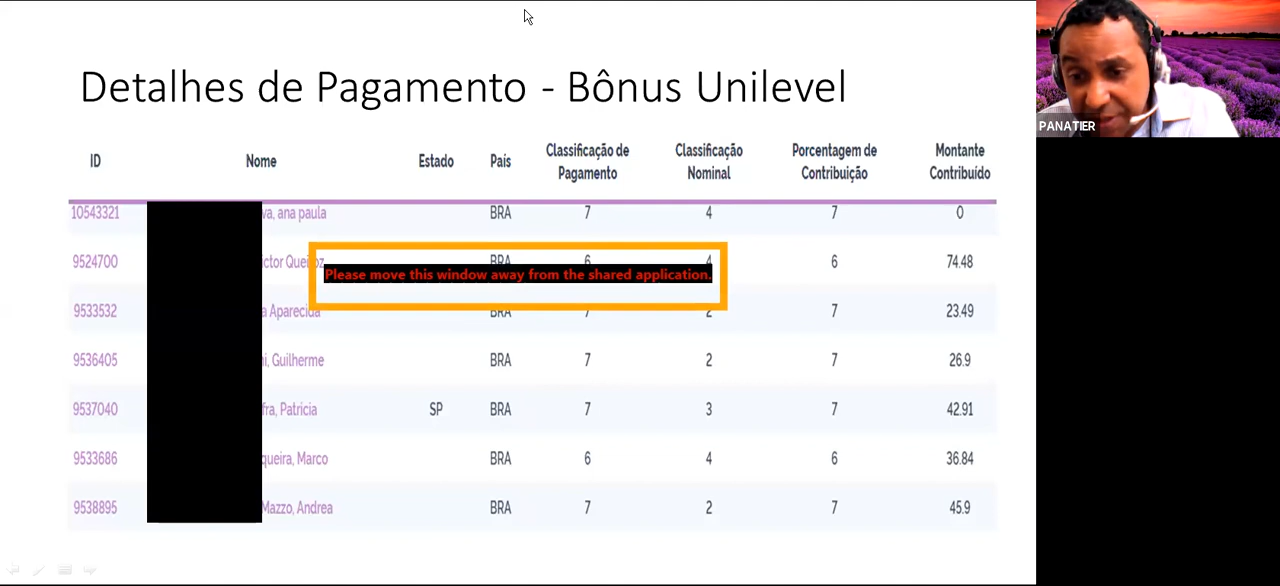 Detalhes de Pagamento - Bônus Unilevel
PANATIER
ID Nome Estado País Classificação de Pagamento Classificação Nominal Porcentagem de Contribuição Montante Contribuído
10543321 va, ana paula BRA 7 4 7 0
9524700 ictor Queiroz BRA 6 4 6 74.48
Please move this window away from the shared application.
9533532 a Aparecida BRA 7 2 7 23.49
9536405 ni, Guilherme BRA 7 2 7 26.9
9537040 fra, Patricia SP BRA 7 3 7 42.91
9533686 queira, Marco BRA 6 4 6 36.84
9538895 Mazzo, Andrea BRA 7 2 7 45.9